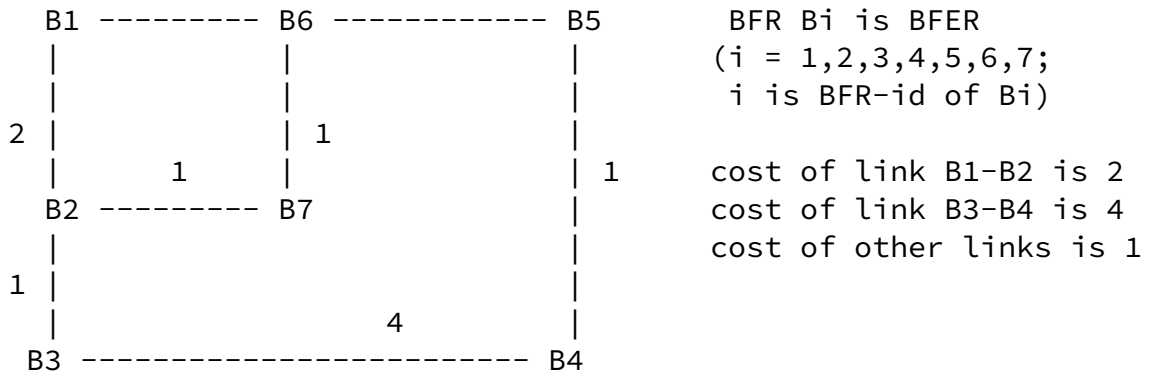 B1 --------- B6 ------------ B5 BFR Bi is BFER
(i = 1,2,3,4,5,6,7;
i is BFR-id of Bi)
2 1
1 1 cost of link B1-B2 is 2
B2 --------- B7 cost of link B3-B4 is 4
cost of other links is 1
1
4
B3 ------------------------- B4